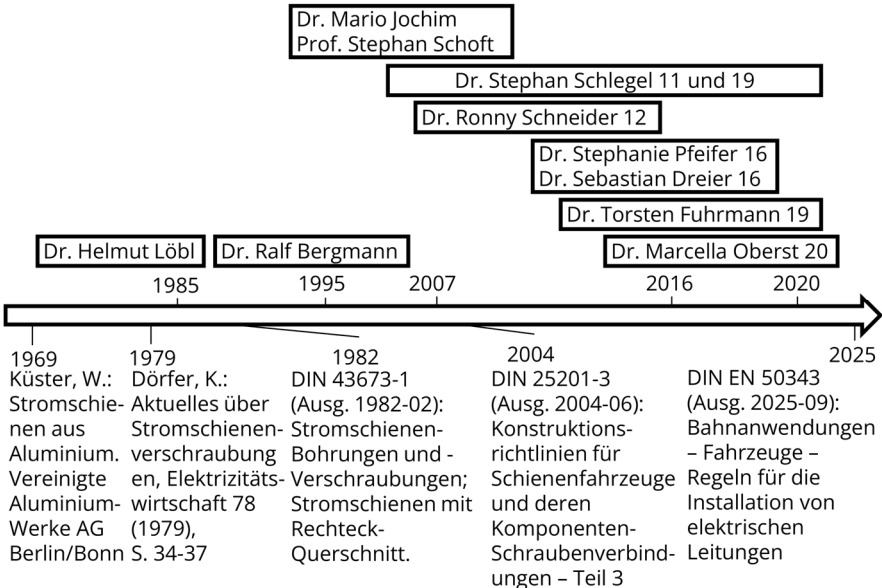 Dr. Mario Jochim
Prof. Stephan Schoft
Dr. Stephan Schlegel 11 und 19
Dr. Ronny Schneider 12
Dr. Stephanie Pfeifer 16
Dr. Sebastian Dreier 16
Dr. Torsten Fuhrmann 19
Dr. Helmut Löbl
Dr. Ralf Bergmann
Dr. Marcella Oberst 20
1985
1995
2007
2016
2020
1969
Küster, W.:
Stromschie-
nen aus
Aluminium.
Vereinigte
Aluminium-
Werke AG
Berlin/Bonn
1979
Dörfer, K.:
Aktuelles über
Stromschienen-
verschraubung
en, Elektrizitäts-
wirtschaft 78
(1979),
S. 34-37
1982
DIN 43673-1
(Ausg. 1982-02):
Stromschienen-
Bohrungen und -
Verschraubungen;
Stromschienen mit
Rechteck-
Querschnitt.
2004
DIN 25201-3
(Ausg. 2004-06):
Konstruktions-
richtlinien für
Schienenfahrzeuge
und deren
Komponenten-
Schraubenverbind-
ungen – Teil 3
2025
DIN EN 50343
(Ausg. 2025-09):
Bahnanwendungen
– Fahrzeuge –
Regeln für die
Installation von
elektrischen
Leitungen